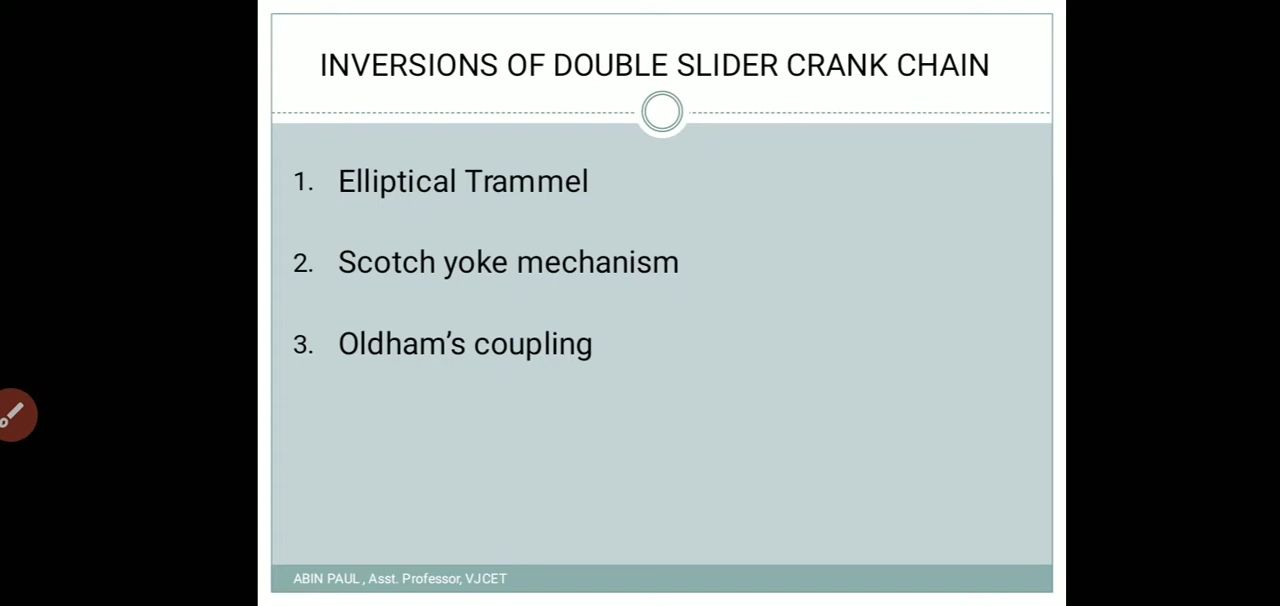 INVERSIONS OF DOUBLE SLIDER CRANK CHAIN
1. Elliptical Trammel
2. Scotch yoke mechanism
3. Oldham’s coupling
ABIN PAUL , Asst. Professor, VJCET